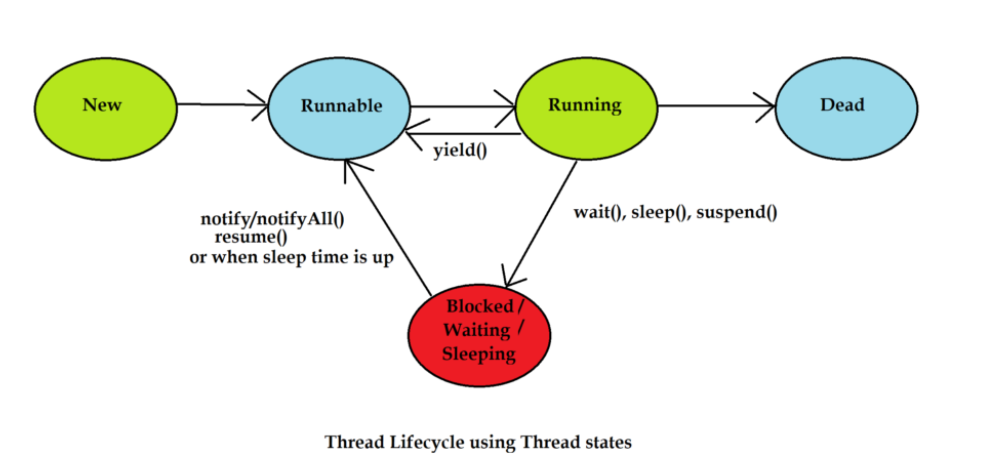 New
Runnable
Running
Dead
yield()
notify/notifyAll()
resume()
or when sleep time is up
wait(), sleep(), suspend()
Blocked /
Waiting /
Sleeping
Thread Lifecycle using Thread states